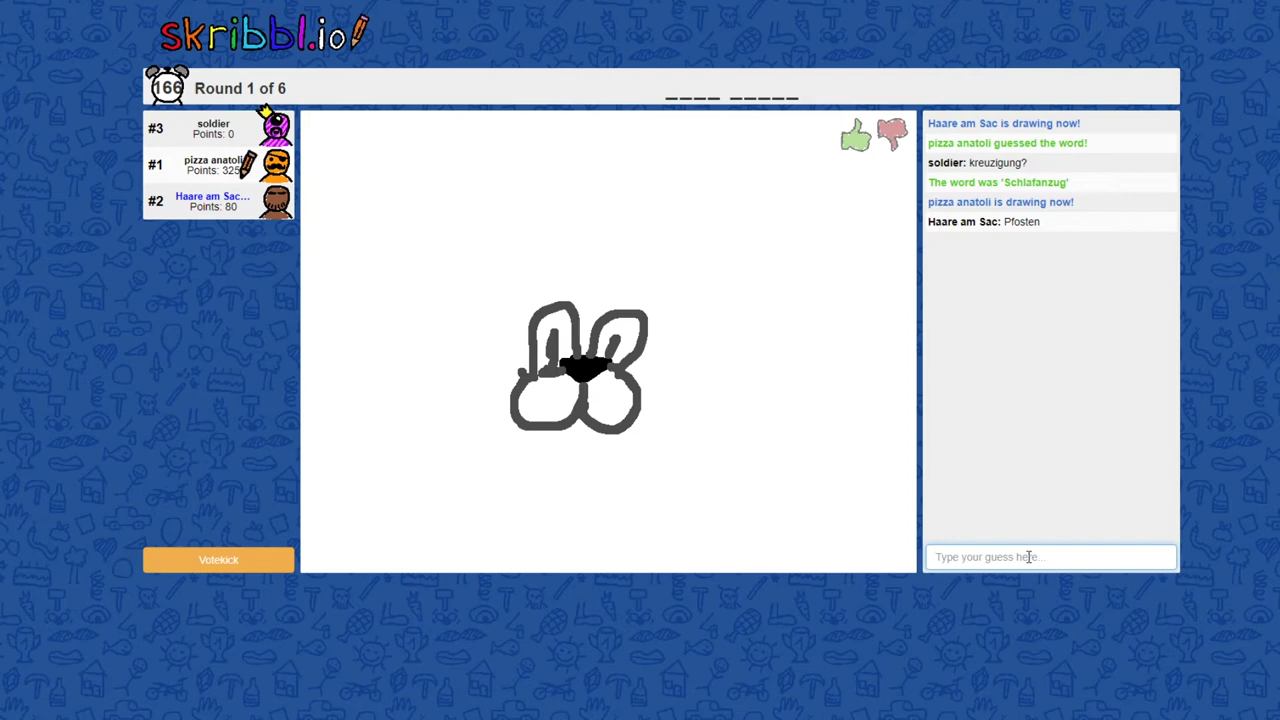 skribbl.io
166
Round 1 of 6
____ _____
#3
soldier
Points: 0
#1
pizza anatoli
Points: 325
#2
Haare am Sac...
Points: 80
Votekick
Haare am Sac is drawing now!
pizza anatoli guessed the word!
soldier: kreuzigung?
The word was 'Schlafanzug'
pizza anatoli is drawing now!
Haare am Sac: Pfosten
Type your guess here...